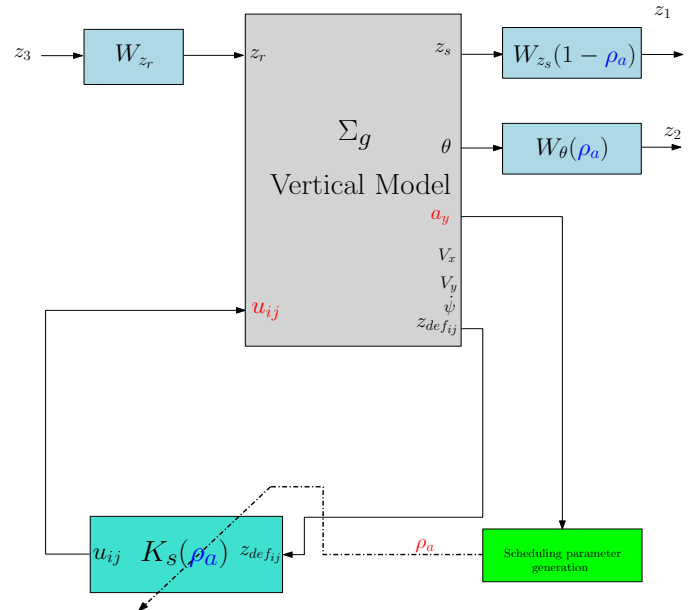 z_1
z_3
W_{z_r}
z_r
z_s
W_{z_s}(1 − ρ_a)
Σ_g
θ
W_θ(ρ_a)
z_2
Vertical Model
a_y
V_x
V_y
ψ̇
u_{ij}
z_{def_{ij}}
u_{ij}
K_s(ρ_a)
z_{def_{ij}}
ρ_a
Scheduling parameter
generation